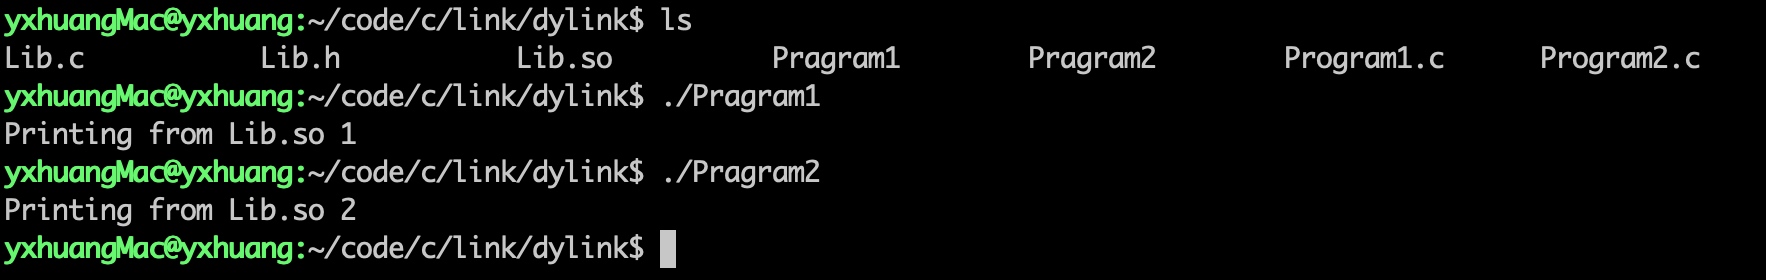 yxhuangMac@yxhuang:~/code/c/link/dylink$ ls
Lib.c Lib.h Lib.so Pragram1 Pragram2 Program1.c Program2.c
yxhuangMac@yxhuang:~/code/c/link/dylink$ ./Pragram1
Printing from Lib.so 1
yxhuangMac@yxhuang:~/code/c/link/dylink$ ./Pragram2
Printing from Lib.so 2
yxhuangMac@yxhuang:~/code/c/link/dylink$